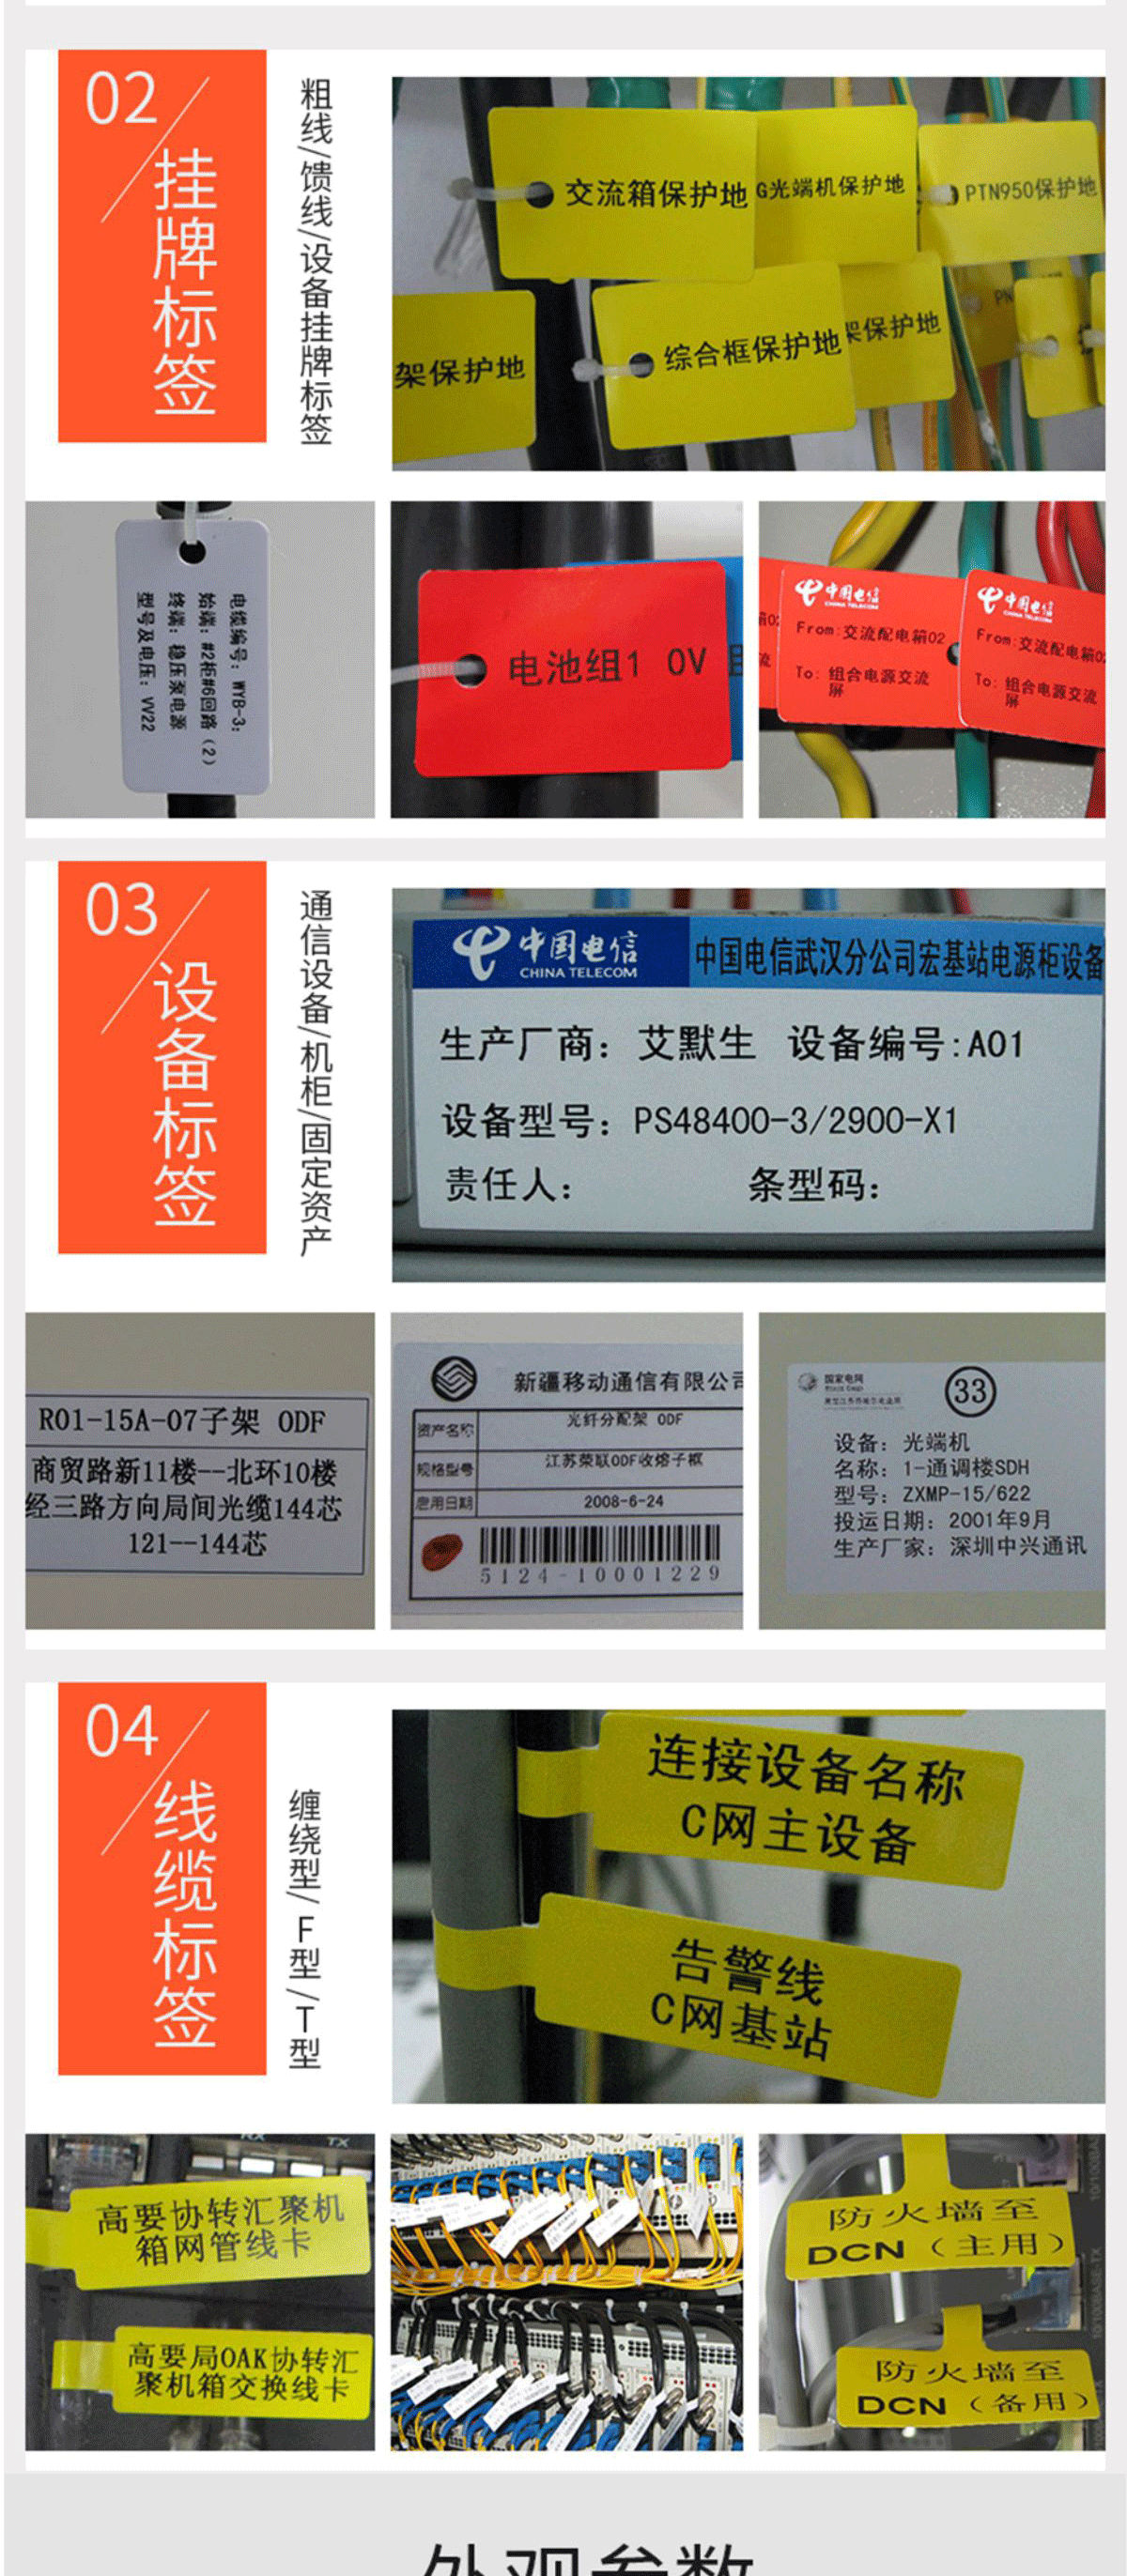 02
挂牌标签
粗线/馈线/设备挂牌标签
交流箱保护地
G光端机保护地
PTN950保护地
架保护地
综合框保护地
架保护地
PN
电缆编号：WYB-3：
始端：#2柜#6回路（2）
终端：稳压泵电源
型号及电压：VV22
电池组1 0V
箱02
流
中国电信
CHINA TELECOM
From:交流配电箱02
To: 组合电源交流
屏
中国电信
CHINA TELECOM
From:交流配电箱02
To: 组合电源交流
屏
03
设备标签
通信设备/机柜/固定资产
中国电信
CHINA TELECOM
中国电信武汉分公司宏基站电源柜设备
生产厂商：艾默生 设备编号:A01
设备型号：PS48400-3/2900-X1
责任人： 条型码：
R01-15A-07子架 ODF
商贸路新11楼--北环10楼
经三路方向局间光缆144芯
121--144芯
新疆移动通信有限公司
资产名称 光纤分配架 ODF
规格型号 江苏荣联ODF收熔子框
启用日期 2008-6-24
5124-10001229
国家电网
33
设备：光端机
名称：1-通调楼SDH
型号：ZXMP-15/622
投运日期：2001年9月
生产厂家：深圳中兴通讯
04
线缆标签
缠绕型/F型/T型
连接设备名称
C网主设备
告警线
C网基站
RX TX
高要协转汇聚机
箱网管线卡
高要局OAK协转汇
聚机箱交换线卡
防火墙至
DCN（主用）
防火墙至
DCN（备用）
外观参数